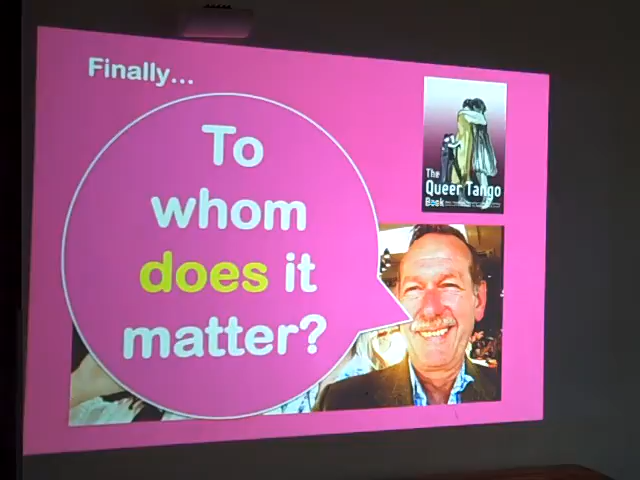 Finally...
To
whom
does it
matter?
The
Queer Tango
Book